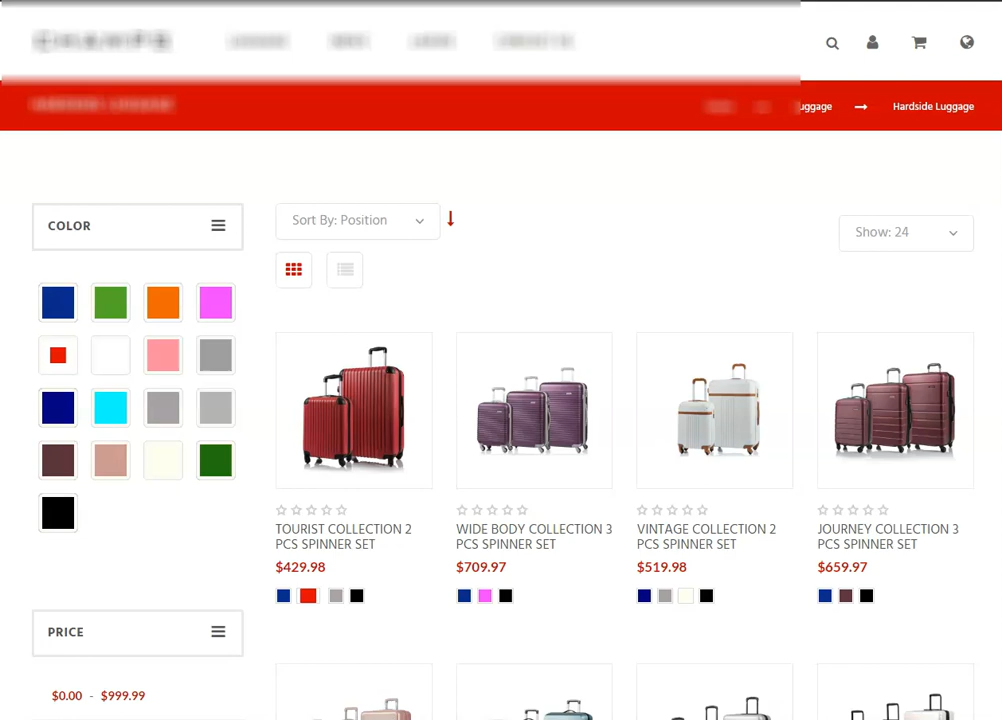 uggage Hardside Luggage
COLOR
Sort By: Position
Show: 24
TOURIST COLLECTION 2
PCS SPINNER SET
$429.98
WIDE BODY COLLECTION 3
PCS SPINNER SET
$709.97
VINTAGE COLLECTION 2
PCS SPINNER SET
$519.98
JOURNEY COLLECTION 3
PCS SPINNER SET
$659.97
PRICE
$0.00 - $999.99